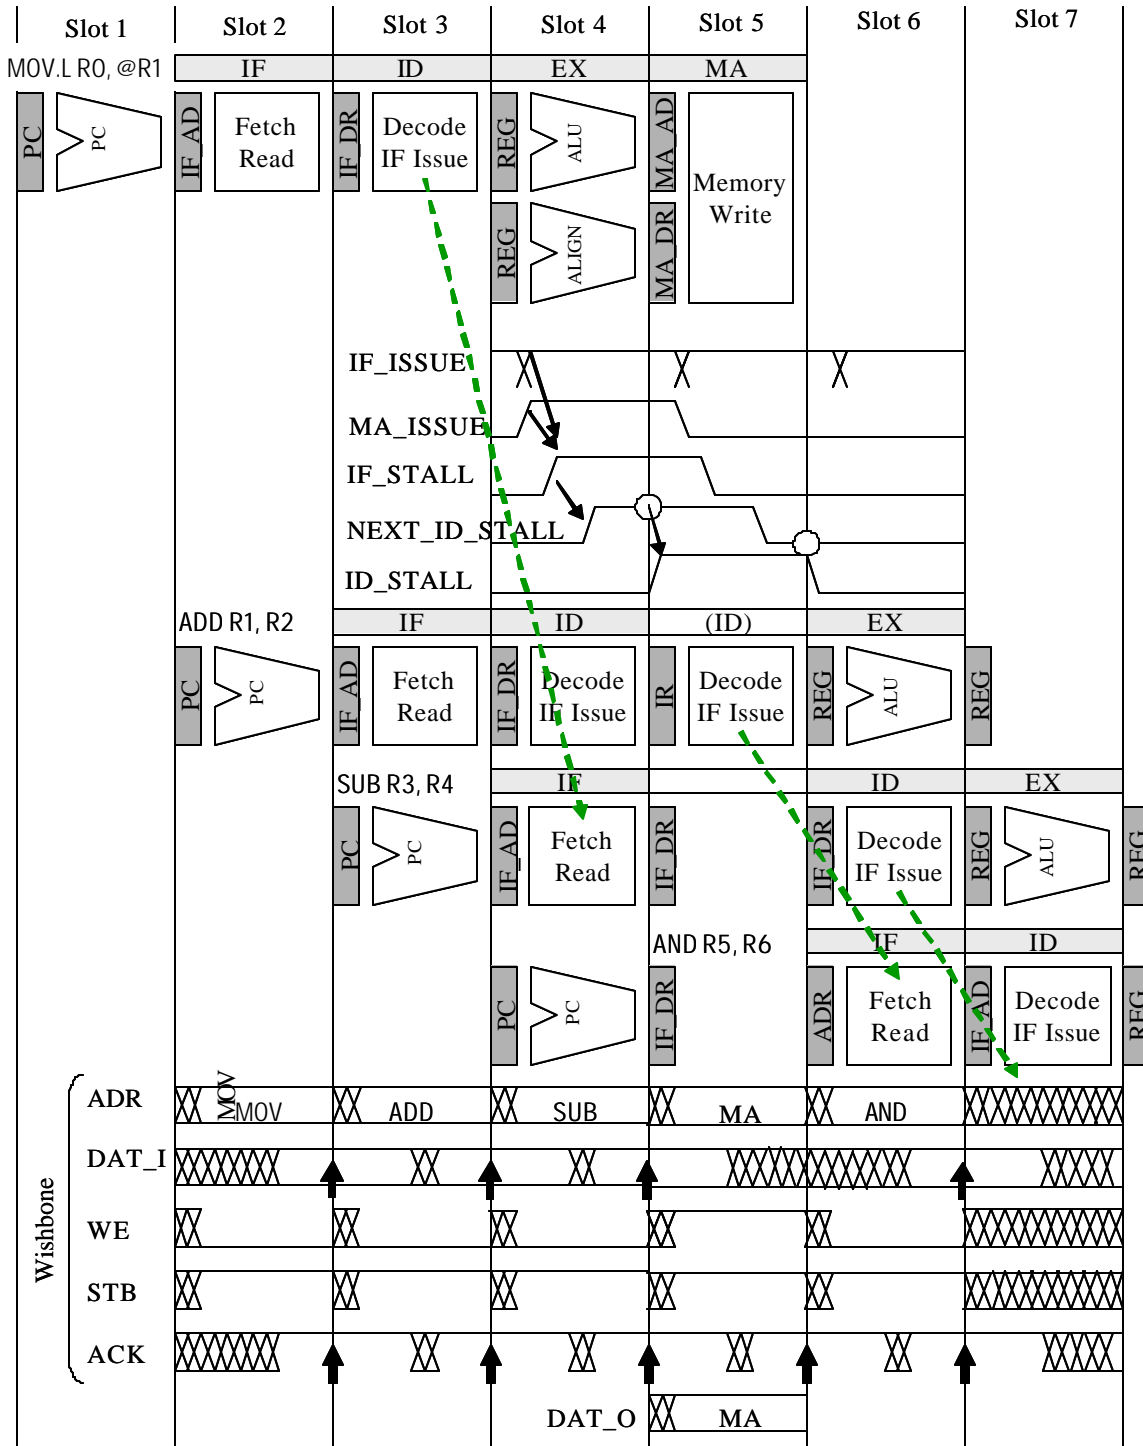 Slot 1 Slot 2 Slot 3 Slot 4 Slot 5 Slot 6 Slot 7
MOV.L R0, @R1 IF ID EX MA
PC PC IF_AD Fetch Read IF_DR Decode IF Issue REG ALU MA_AD Memory Write
REG ALIGN MA_DR
IF_ISSUE
MA_ISSUE
IF_STALL
NEXT_ID_STALL
ID_STALL
ADD R1, R2 IF ID (ID) EX
PC PC IF_AD Fetch Read IF_DR Decode IF Issue IR Decode IF Issue REG ALU REG
SUB R3, R4 IF ID EX
PC PC IF_AD Fetch Read IF_DR IF_DR Decode IF Issue REG ALU REG
AND R5, R6 IF ID
PC PC IF_DR ADR Fetch Read IF_AD Decode IF Issue REG
Wishbone
ADR MOV MOV ADD SUB MA AND
DAT_I
WE
STB
ACK
DAT_O MA